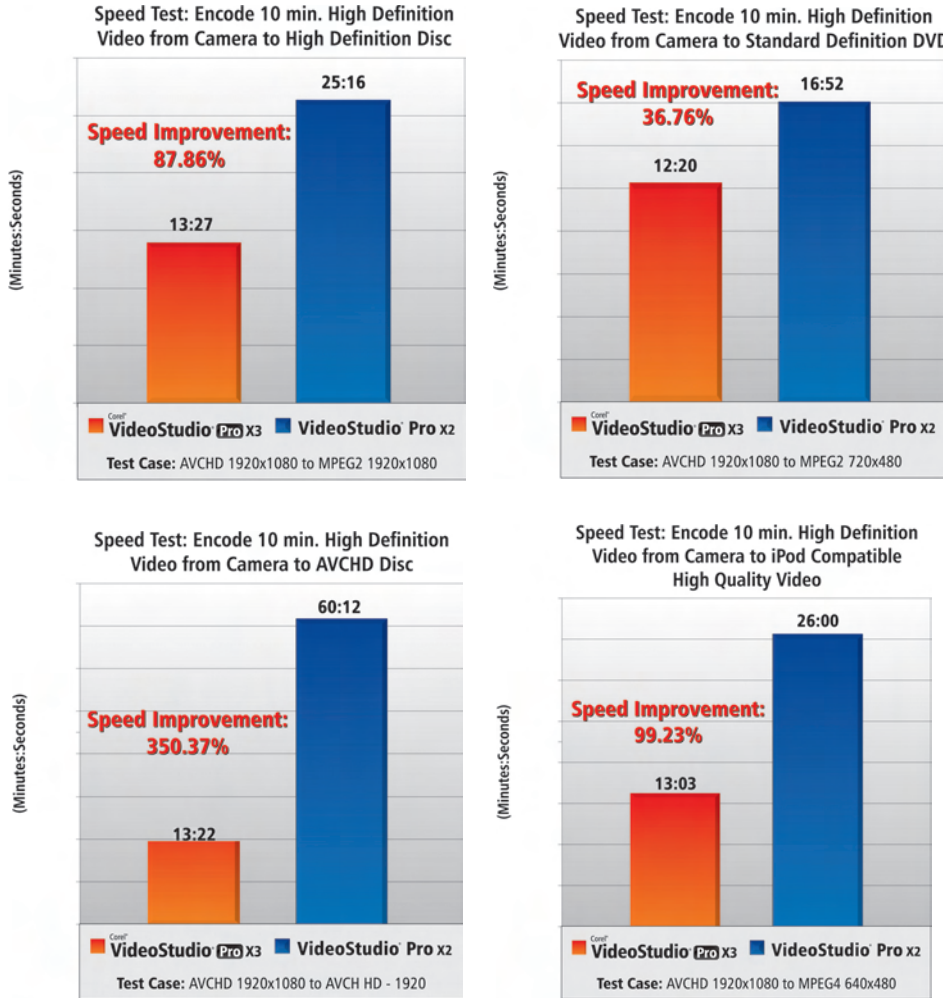 Speed Test: Encode 10 min. High Definition
Video from Camera to High Definition Disc
25:16
Speed Improvement:
87.86%
13:27
(Minutes:Seconds)
Corel®
VideoStudio® Pro X3 VideoStudio® Pro X2
Test Case: AVCHD 1920x1080 to MPEG2 1920x1080
Speed Test: Encode 10 min. High Definition
Video from Camera to Standard Definition DVD
16:52
Speed Improvement:
36.76%
12:20
(Minutes:Seconds)
Corel®
VideoStudio® Pro X3 VideoStudio® Pro X2
Test Case: AVCHD 1920x1080 to MPEG2 720x480
Speed Test: Encode 10 min. High Definition
Video from Camera to AVCHD Disc
60:12
Speed Improvement:
350.37%
13:22
(Minutes:Seconds)
Corel®
VideoStudio® Pro X3 VideoStudio® Pro X2
Test Case: AVCHD 1920x1080 to AVCH HD - 1920
Speed Test: Encode 10 min. High Definition
Video from Camera to iPod Compatible
High Quality Video
26:00
Speed Improvement:
99.23%
13:03
(Minutes:Seconds)
Corel®
VideoStudio® Pro X3 VideoStudio® Pro X2
Test Case: AVCHD 1920x1080 to MPEG4 640x480